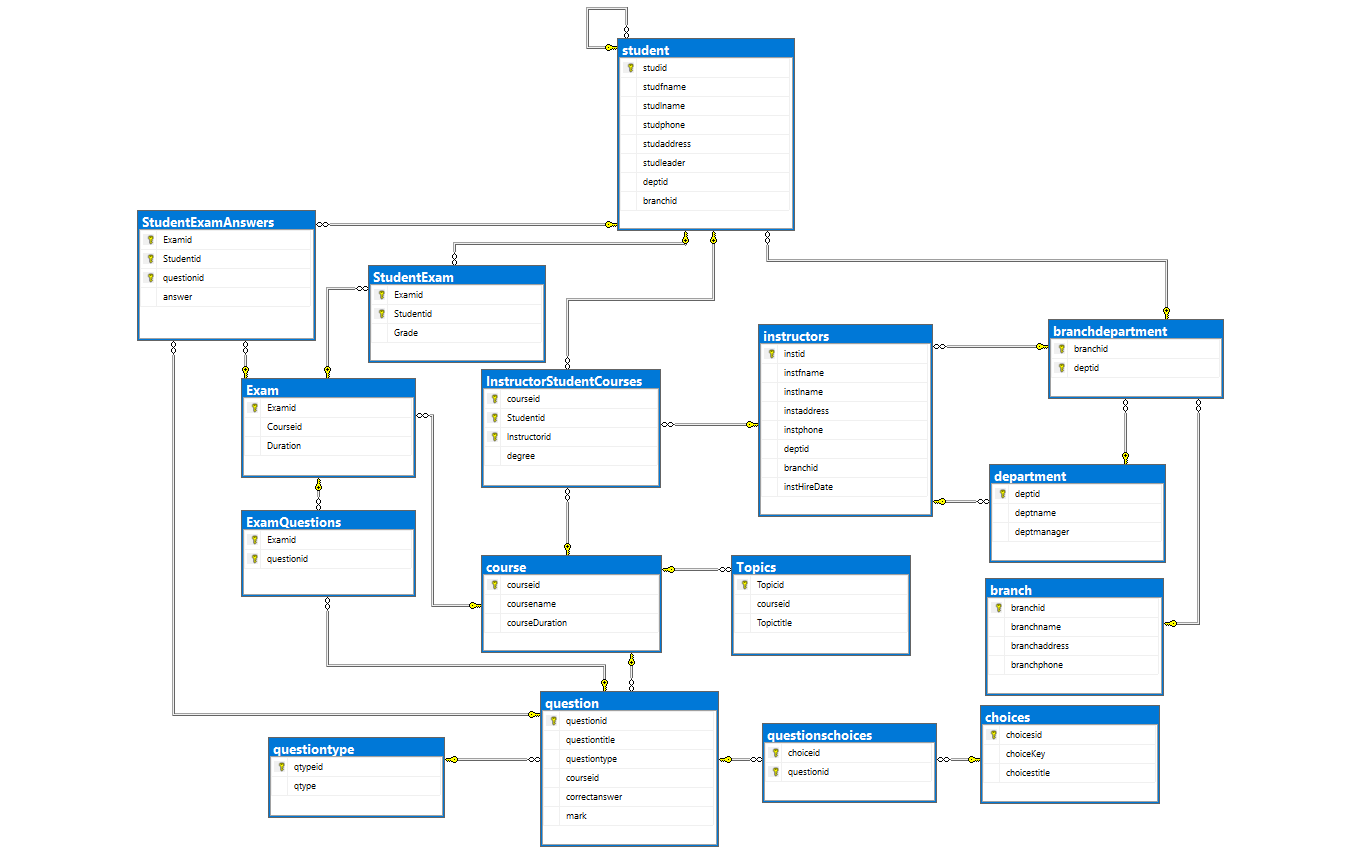 student
studid
studfname
studlname
studphone
studaddress
studleader
deptid
branchid
StudentExamAnswers
Examid
Studentid
questionid
answer
StudentExam
Examid
Studentid
Grade
instructors
instid
instfname
instlname
instaddress
instphone
deptid
branchid
instHireDate
branchdepartment
branchid
deptid
Exam
Examid
Courseid
Duration
InstructorStudentCourses
courseid
Studentid
Instructorid
degree
department
deptid
deptname
deptmanager
ExamQuestions
Examid
questionid
course
courseid
coursename
courseDuration
Topics
Topicid
courseid
Topictitle
branch
branchid
branchname
branchaddress
branchphone
question
questionid
questiontitle
questiontype
courseid
correctanswer
mark
questiontype
qtypeid
qtype
questionschoices
choiceid
questionid
choices
choicesid
choiceKey
choicestitle